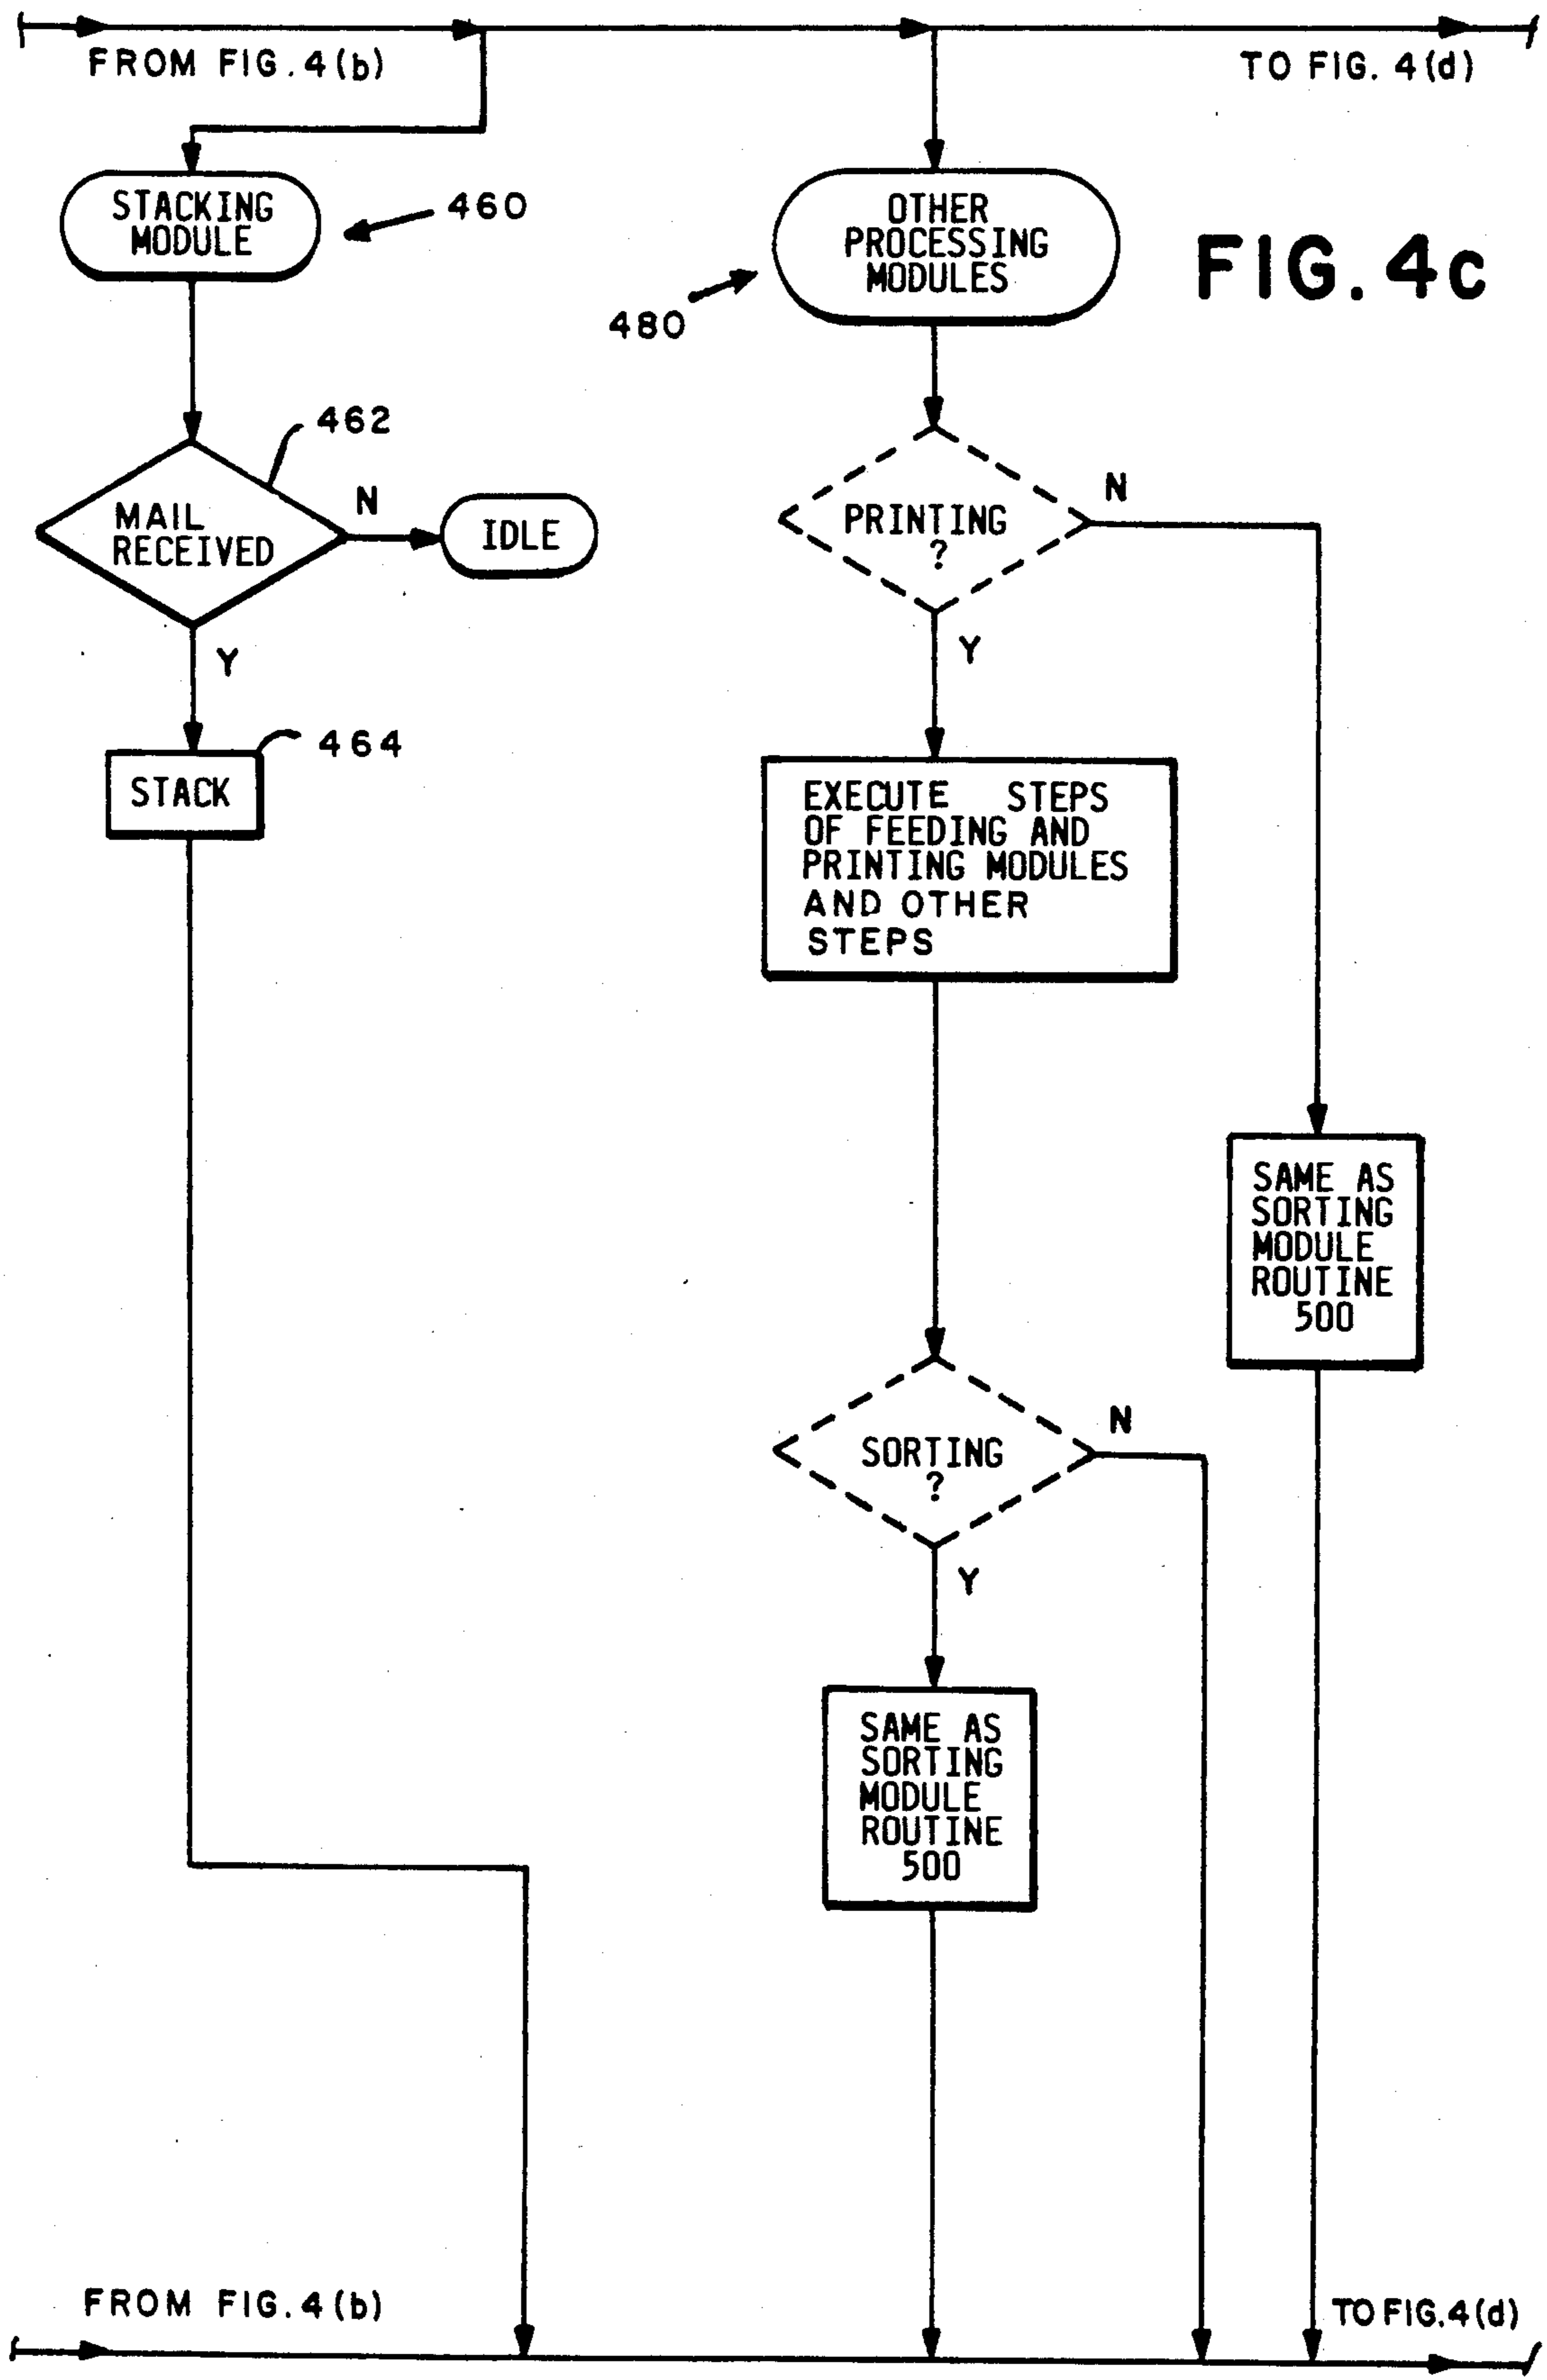 FROM FIG. 4(b)
TO FIG. 4(d)
STACKING
MODULE
460
OTHER
PROCESSING
MODULES
480
FIG. 4c
462
MAIL
RECEIVED
N
IDLE
Y
PRINTING
?
N
Y
464
STACK
EXECUTE STEPS
OF FEEDING AND
PRINTING MODULES
AND OTHER
STEPS
SAME AS
SORTING
MODULE
ROUTINE
500
SORTING
?
N
Y
SAME AS
SORTING
MODULE
ROUTINE
500
FROM FIG. 4(b)
TO FIG. 4(d)